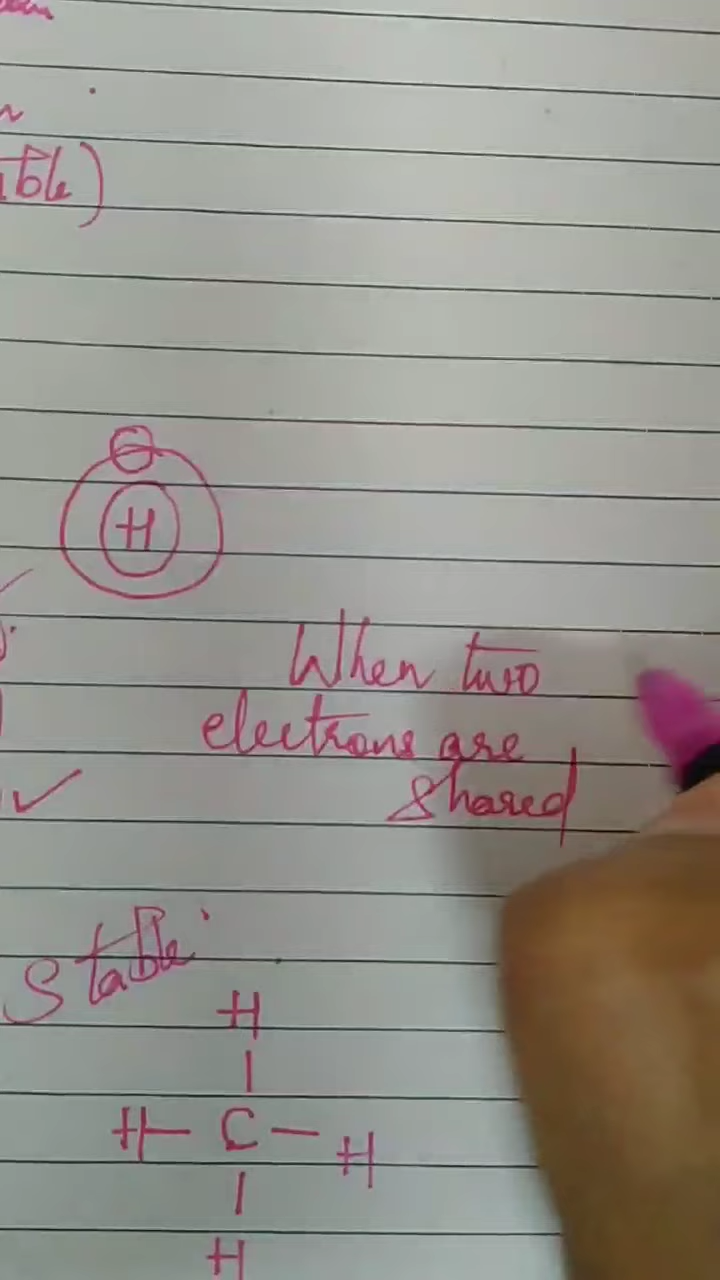 H
When two
electrons are
shared
Stable
H
|
H — C — H
|
H